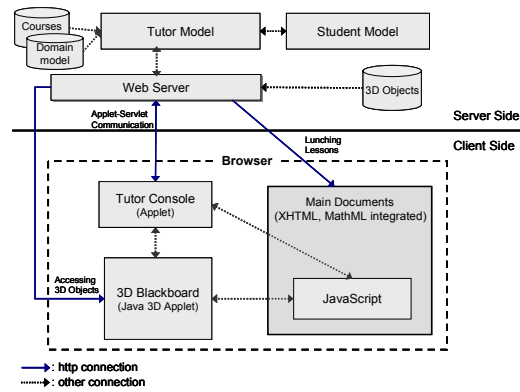 Courses
Domain
model
Tutor Model
Student Model
Web Server
3D Objects
Applet-Servlet
Communication
Server Side
Client Side
Lunching
Lessons
Browser
Tutor Console
(Applet)
Main Documents
(XHTML, MathML integrated)
Accessing
3D Objects
3D Blackboard
(Java 3D Applet)
JavaScript
: http connection
: other connection